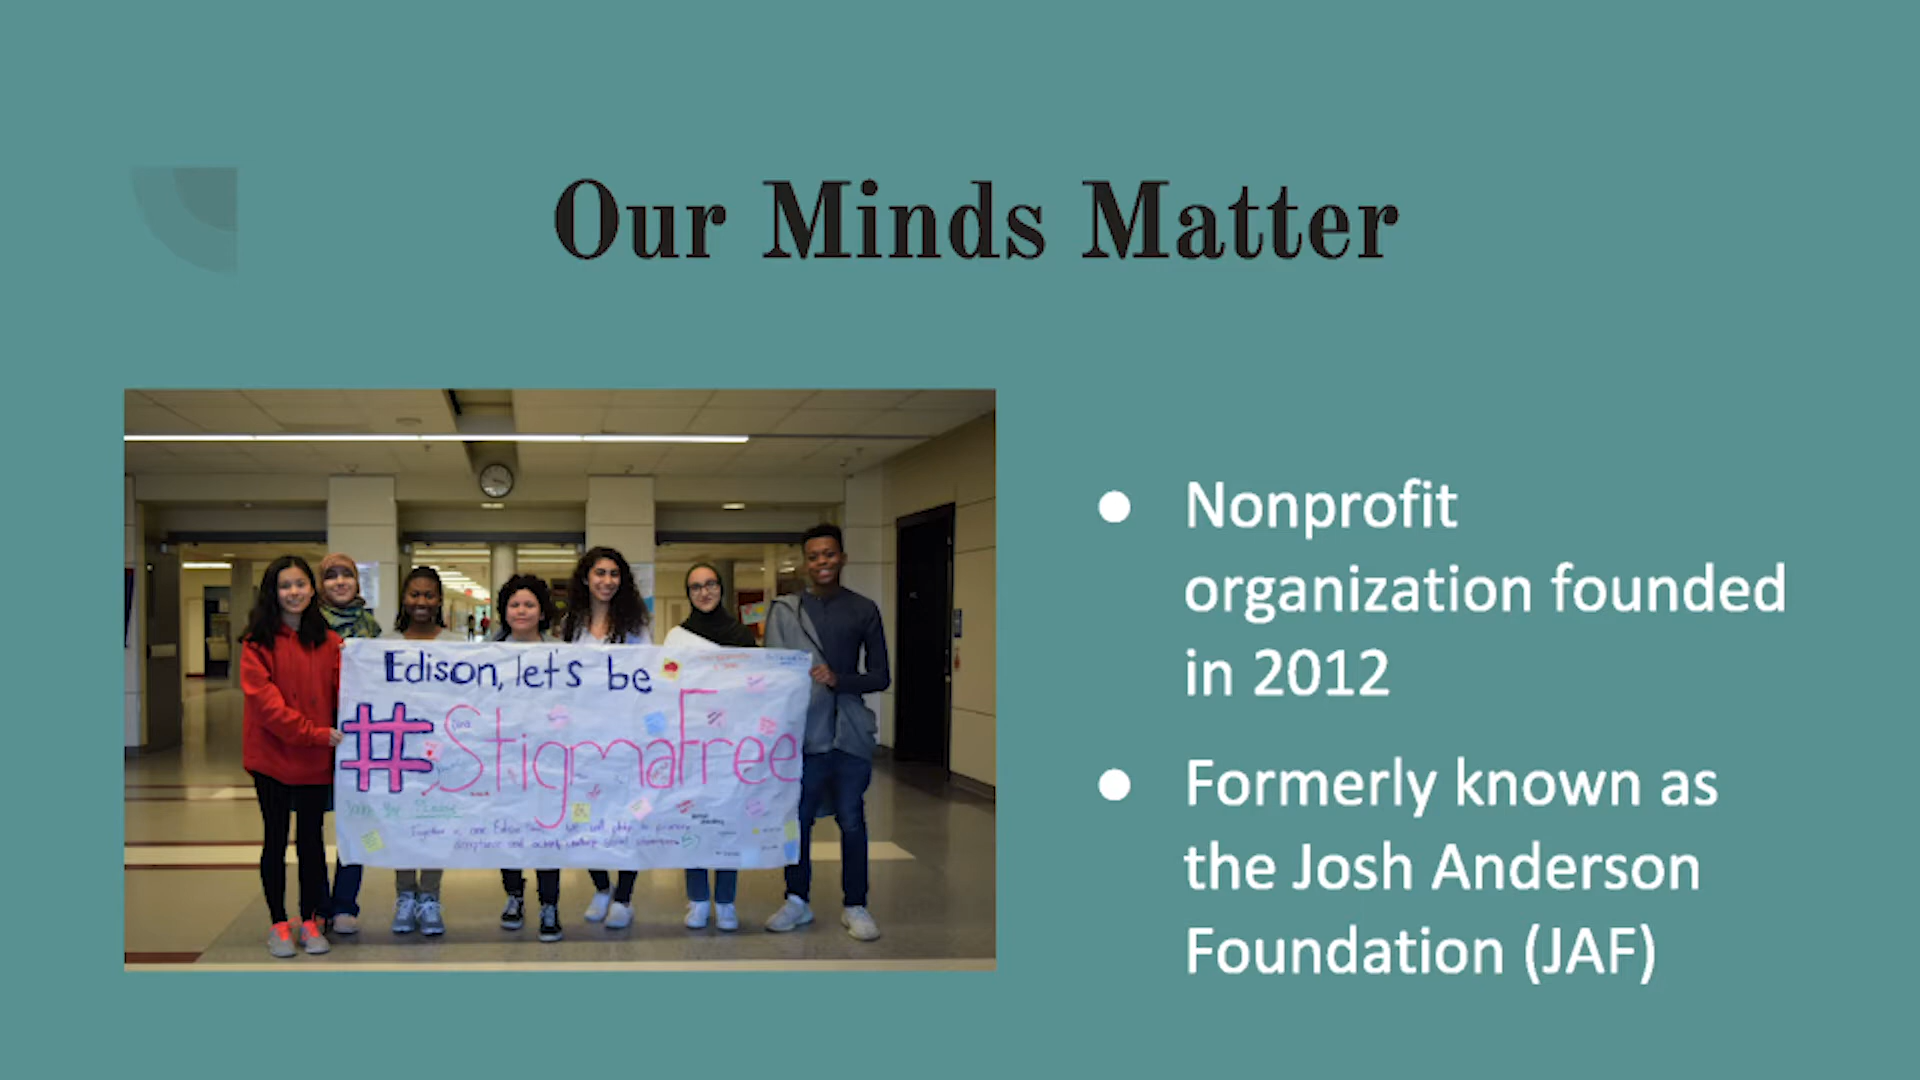 Our Minds Matter
Edison, let's be
#StigmaFree
Nonprofit
organization founded
in 2012
Formerly known as
the Josh Anderson
Foundation (JAF)